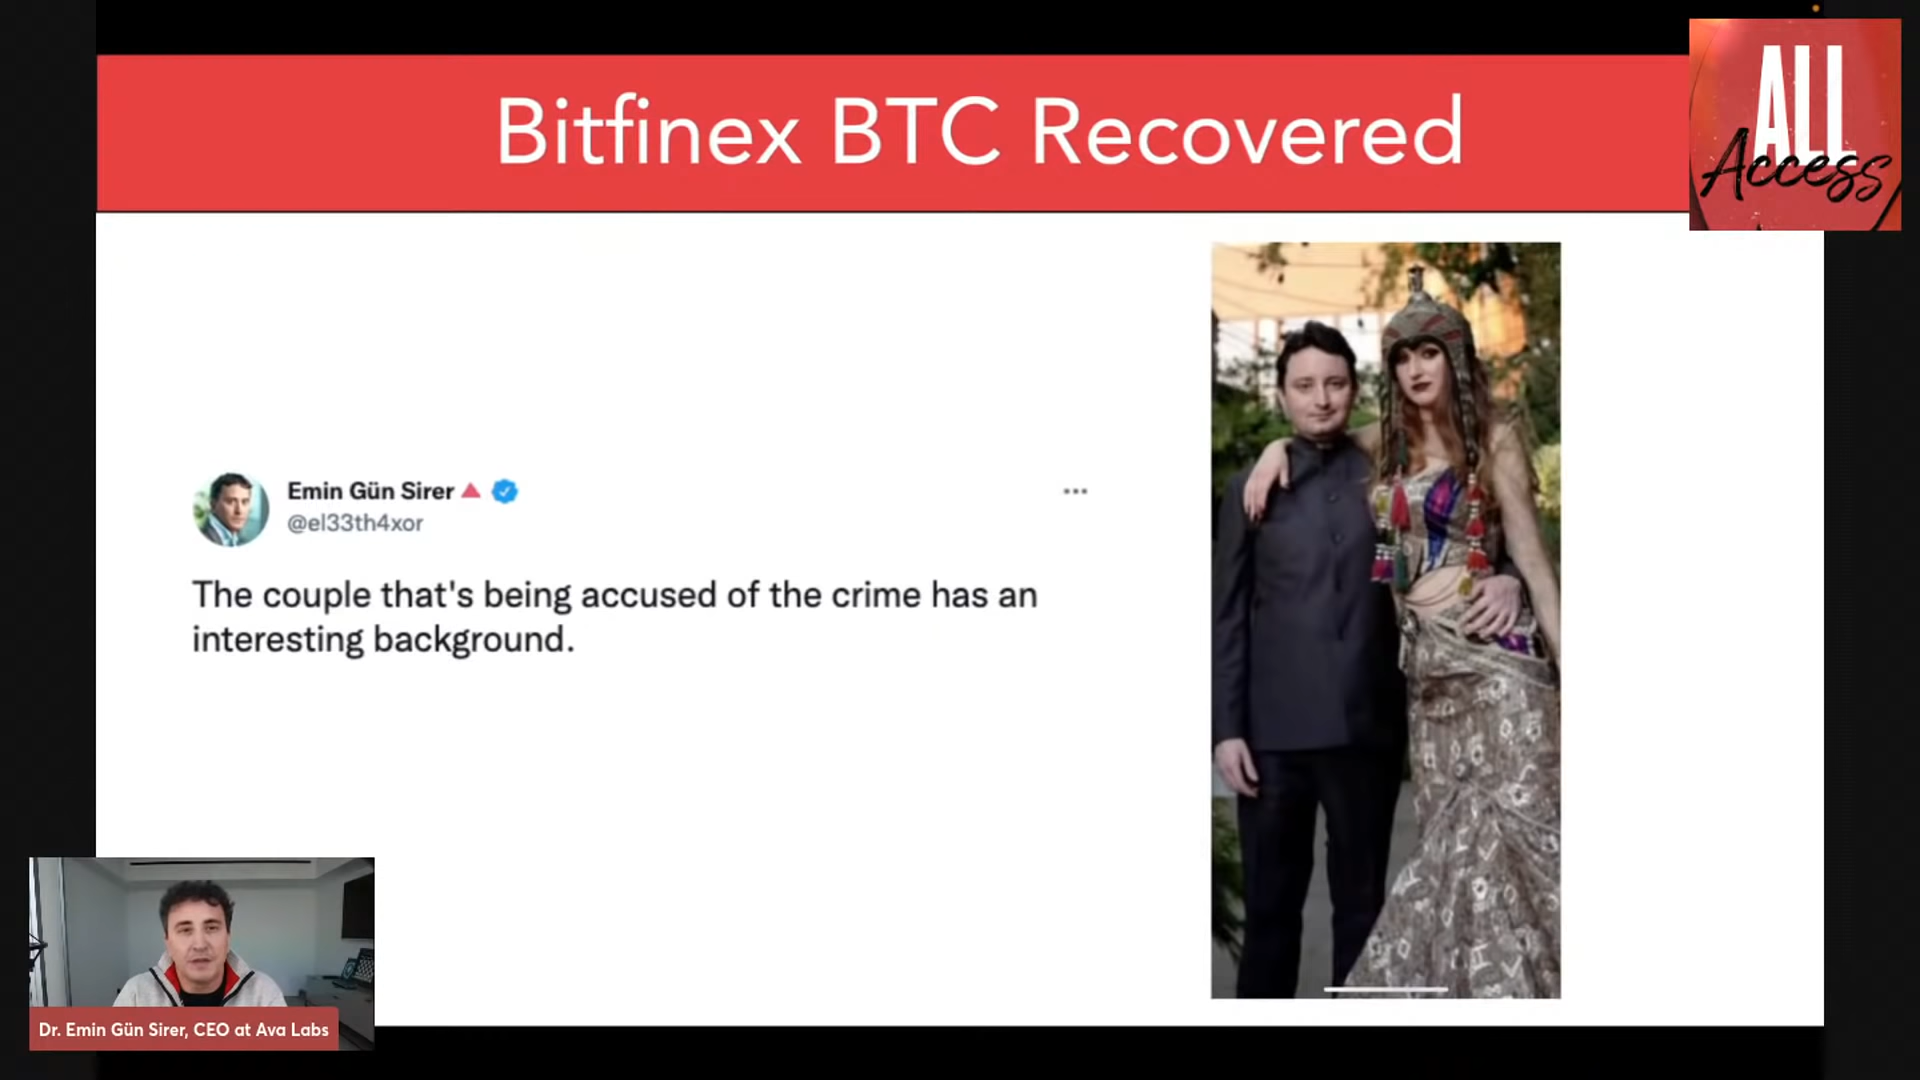 Bitfinex BTC Recovered
ALL
Access
Emin Gün Sirer
@el33th4xor
The couple that's being accused of the crime has an
interesting background.
Dr. Emin Gün Sirer, CEO at Ava Labs